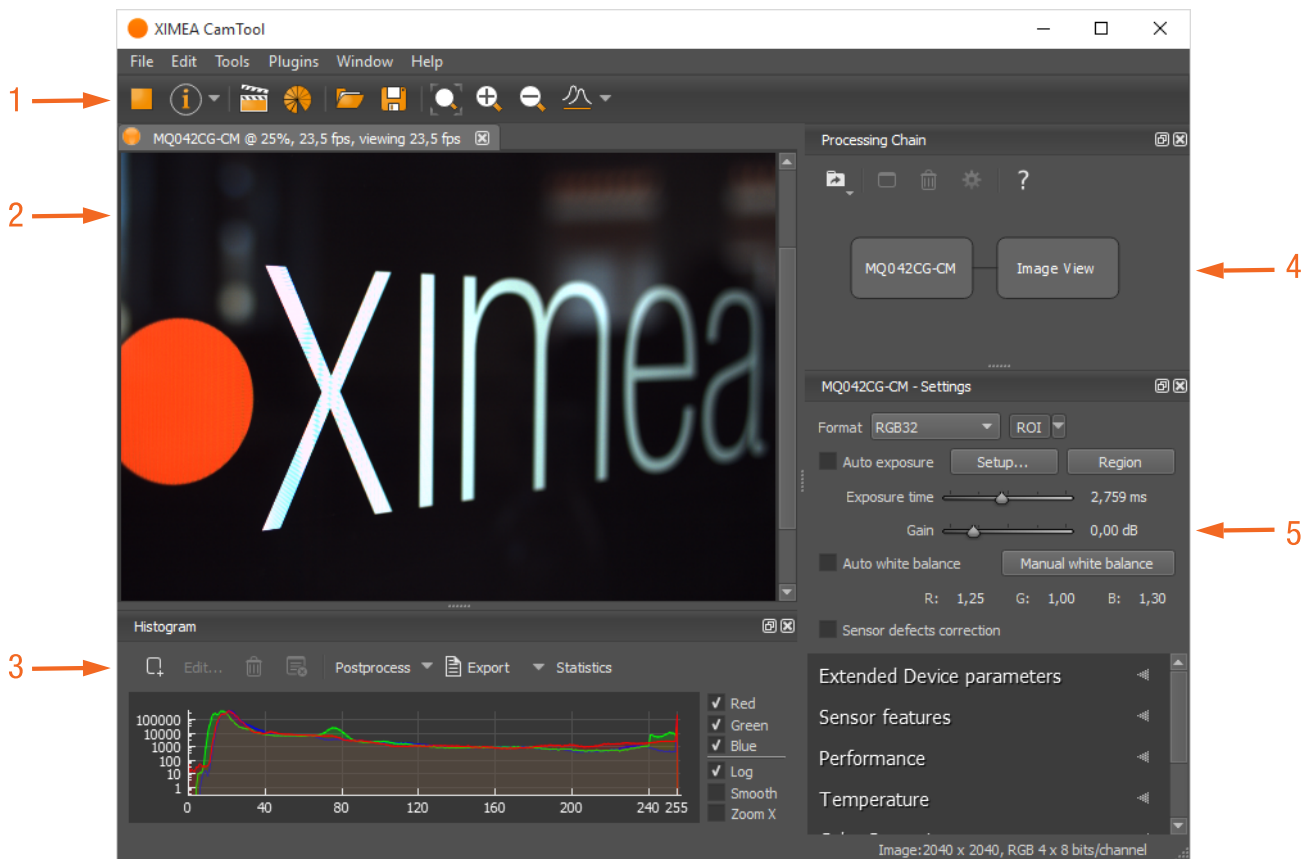 XIMEA CamTool
File Edit Tools Plugins Window Help
1
MQ042CG-CM @ 25%, 23,5 fps, viewing 23,5 fps
2
XImea
Processing Chain
?
MQ042CG-CM Image View
4
MQ042CG-CM - Settings
Format RGB32 ROI
Auto exposure Setup... Region
Exposure time 2,759 ms
Gain 0,00 dB
5
Auto white balance Manual white balance
R: 1,25 G: 1,00 B: 1,30
Sensor defects correction
Extended Device parameters
Sensor features
Performance
Temperature
Histogram
3
Edit... Postprocess Export Statistics
100000
10000
1000
100
10
1
0 40 80 120 160 200 240 255
Red
Green
Blue
Log
Smooth
Zoom X
Image:2040 x 2040, RGB 4 x 8 bits/channel